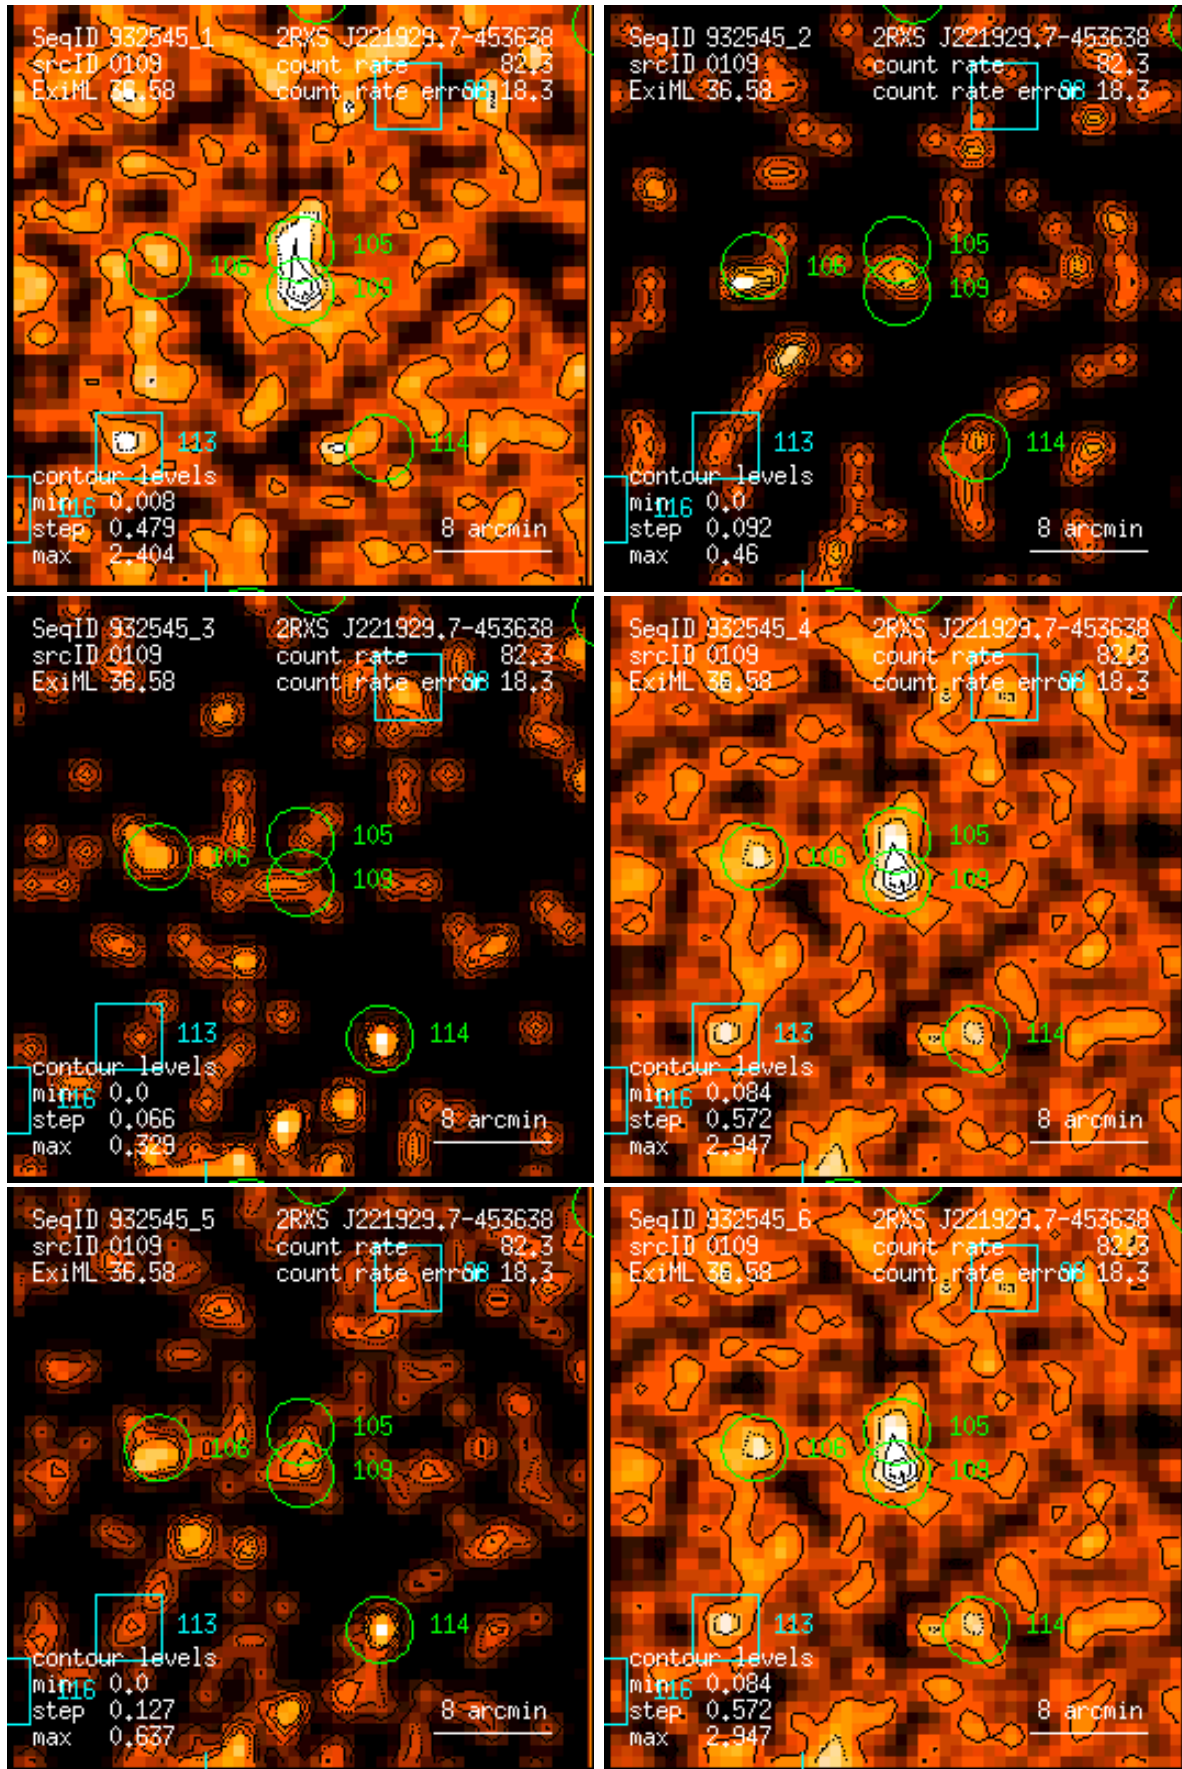 SeqID 932545_1 2RXS J221929.7-453638
srcID 0109 count rate 82.3
ExiML 36.58 count rate error 18.3
98
105
106
109
113
114
contour levels
min 0.008
116
step 0.479 8 arcmin
max 2.404
SeqID 932545_2 2RXS J221929.7-453638
srcID 0109 count rate 82.3
ExiML 36.58 count rate error 18.3
98
105
106
109
113
114
contour levels
min 0.0
116
step 0.092 8 arcmin
max 0.46
SeqID 932545_3 2RXS J221929.7-453638
srcID 0109 count rate 82.3
ExiML 36.58 count rate error 18.3
98
105
106
109
113
114
contour levels
min 0.0
116
step 0.066 8 arcmin
max 0.329
SeqID 932545_4 2RXS J221929.7-453638
srcID 0109 count rate 82.3
ExiML 36.58 count rate error 18.3
98
105
106
109
113
114
contour levels
min 0.084
116
step 0.572 8 arcmin
max 2.947
SeqID 932545_5 2RXS J221929.7-453638
srcID 0109 count rate 82.3
ExiML 36.58 count rate error 18.3
98
105
106
109
113
114
contour levels
min 0.0
116
step 0.127 8 arcmin
max 0.637
SeqID 932545_6 2RXS J221929.7-453638
srcID 0109 count rate 82.3
ExiML 36.58 count rate error 18.3
98
105
106
109
113
114
contour levels
min 0.084
116
step 0.572 8 arcmin
max 2.947